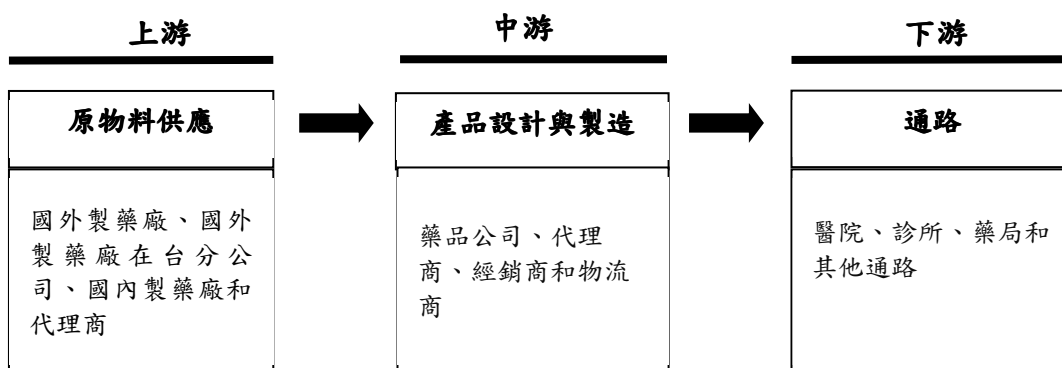 上游
中游
下游
原物料供應
產品設計與製造
通路
國外製藥廠、國外
製藥廠在台分公
司、國內製藥廠和
代理商
藥品公司、代理
商、經銷商和物流
商
醫院、診所、藥局和
其他通路